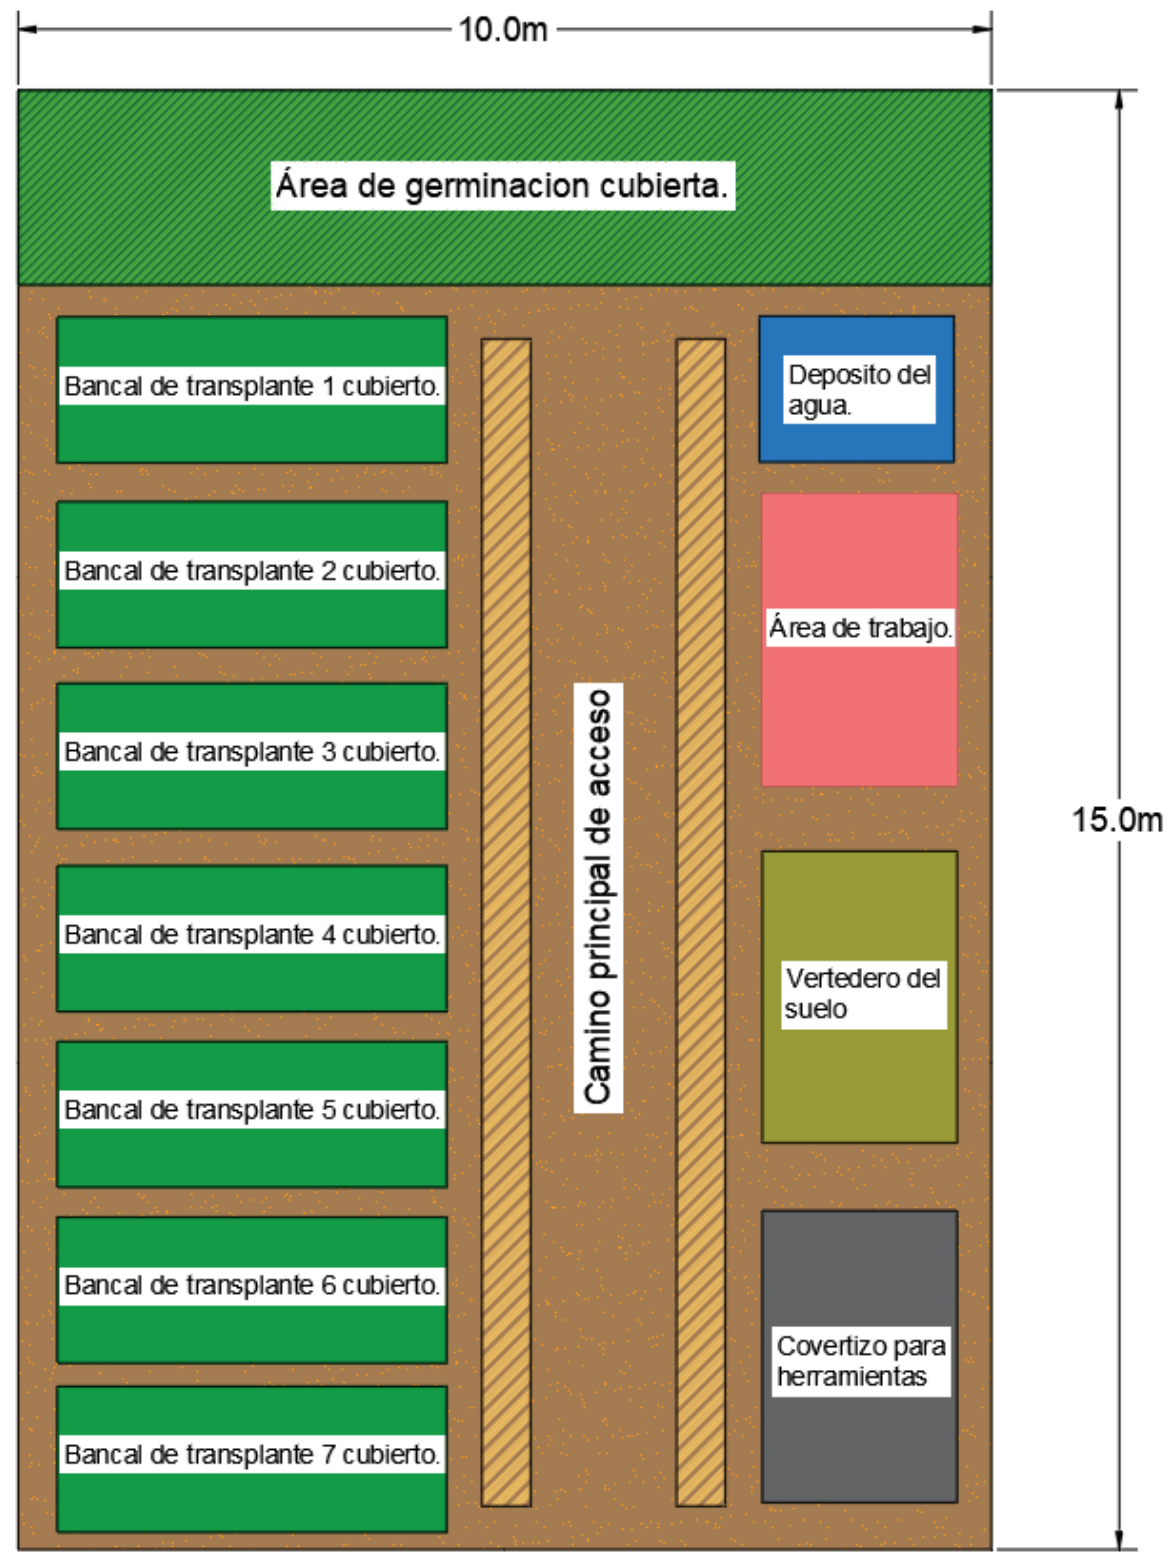 10.0m
Área de germinacion cubierta.
Bancal de transplante 1 cubierto.
Deposito del
agua.
Bancal de transplante 2 cubierto.
Área de trabajo.
Bancal de transplante 3 cubierto.
Camino principal de acceso
15.0m
Bancal de transplante 4 cubierto.
Vertedero del
suelo
Bancal de transplante 5 cubierto.
Bancal de transplante 6 cubierto.
Covertizo para
herramientas
Bancal de transplante 7 cubierto.